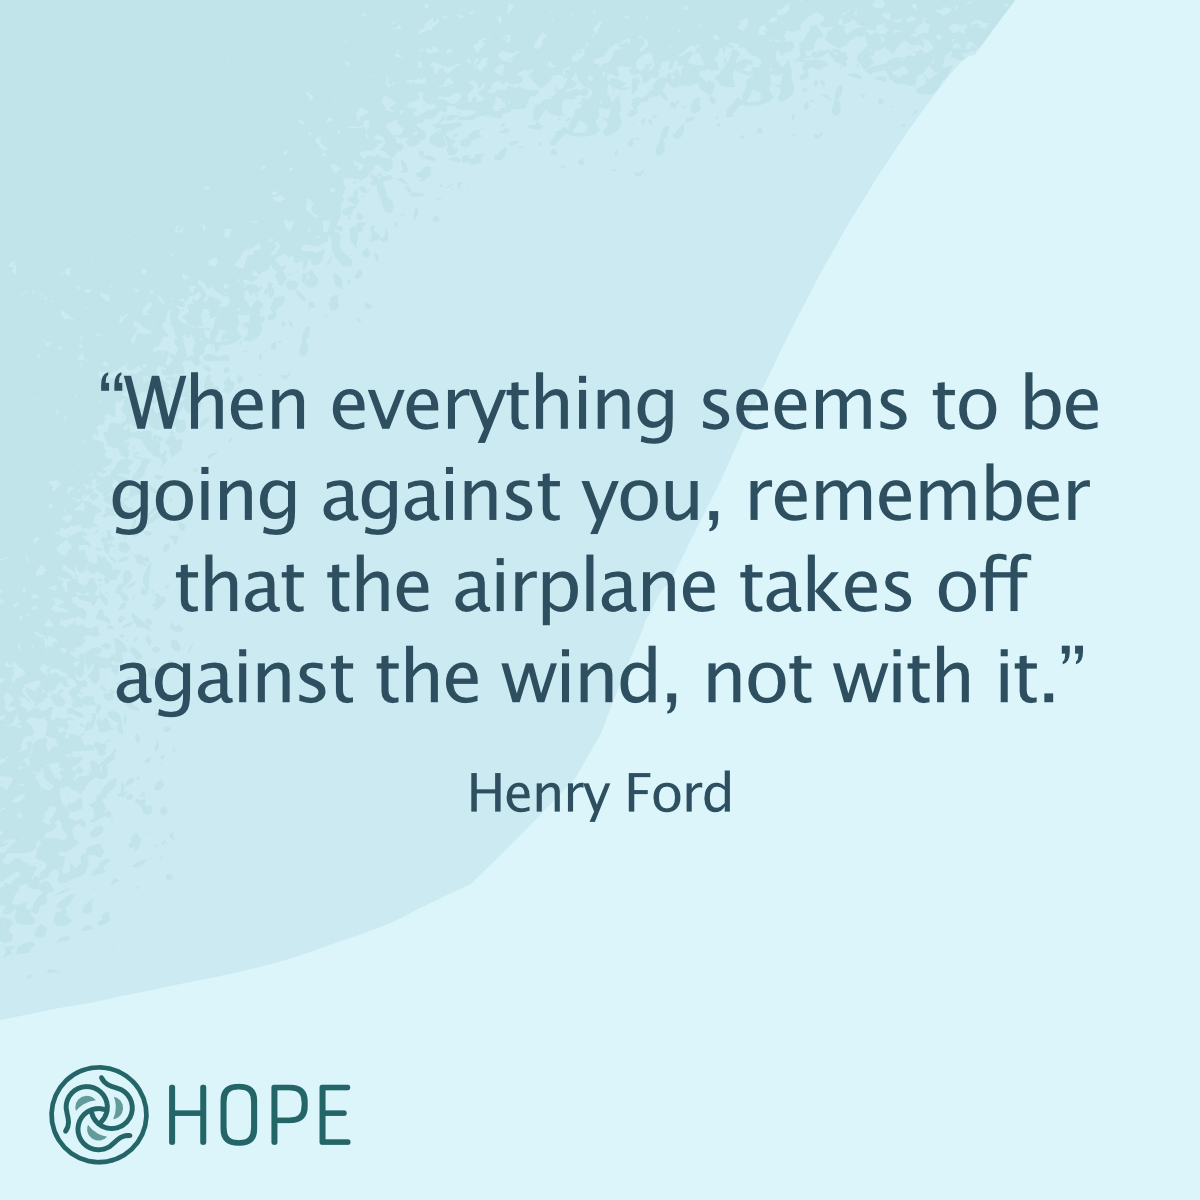 “When everything seems to be
going against you, remember
that the airplane takes off
against the wind, not with it.”
Henry Ford
HOPE